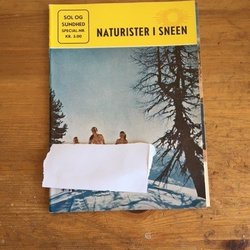 SOL OG
SUNDHED
SPECIAL-NR.
KR. 3.00
NATURISTER I SNEEN